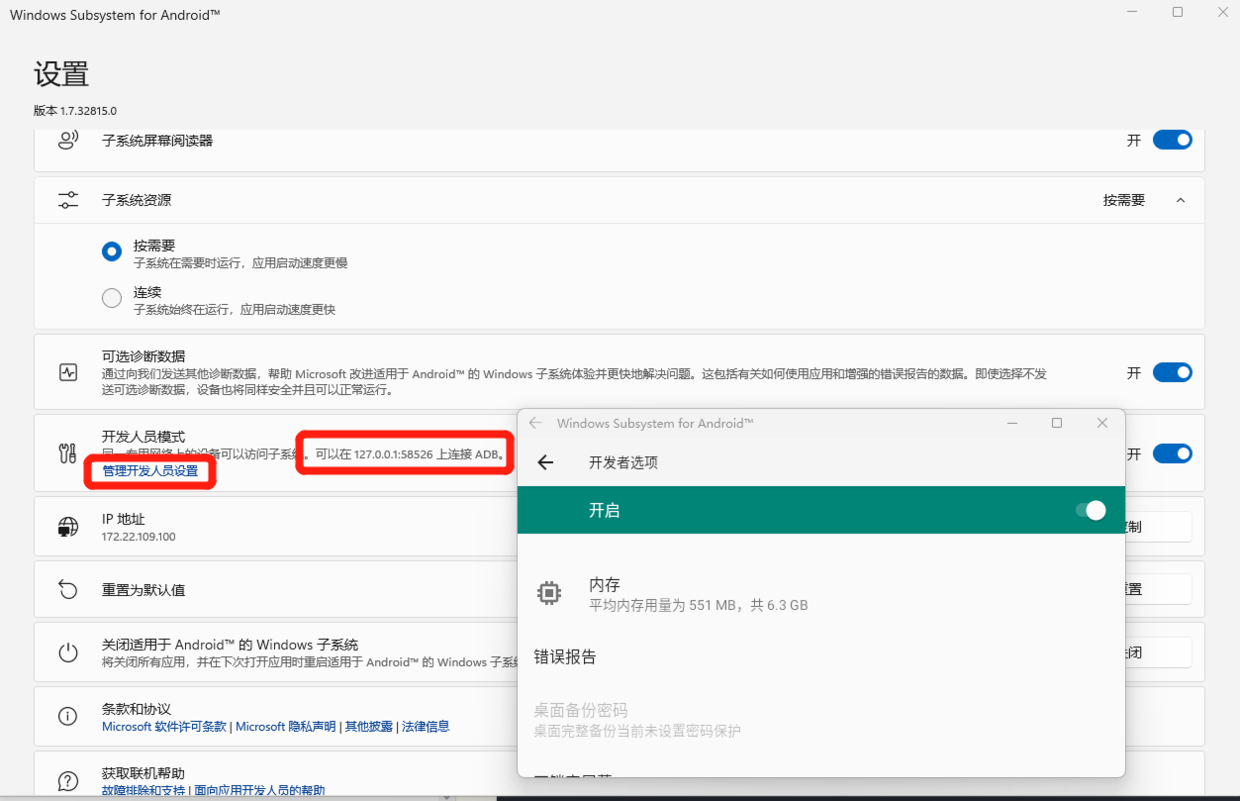 Windows Subsystem for Android™
设置
版本 1.7.32815.0
子系统屏幕阅读器
开
子系统资源
按需要
按需要
子系统在需要时运行，应用启动速度更慢
连续
子系统始终在运行，应用启动速度更快
可选诊断数据
通过向我们发送其他诊断数据，帮助 Microsoft 改进适用于 Android™ 的 Windows 子系统体验并更快地解决问题。这包括有关如何使用应用和增强的错误报告的数据。即使选择不发
送可选诊断数据，设备也将同样安全并且可以正常运行。
开
开发人员模式
同一专用网络上的设备可以访问子系统。可以在 127.0.0.1:58526 上连接 ADB。
管理开发人员设置
开
IP 地址
172.22.109.100
制
重置为默认值
置
关闭适用于 Android™ 的 Windows 子系统
将关闭所有应用，并在下次打开应用时重启适用于 Android™ 的 Windows 子系
闭
条款和协议
Microsoft 软件许可条款 | Microsoft 隐私声明 | 其他披露 | 法律信息
获取联机帮助
故障排除和支持 | 面向应用开发人员的帮助
Windows Subsystem for Android™
开发者选项
开启
内存
平均内存用量为 551 MB，共 6.3 GB
错误报告
桌面备份密码
桌面完整备份当前未设置密码保护